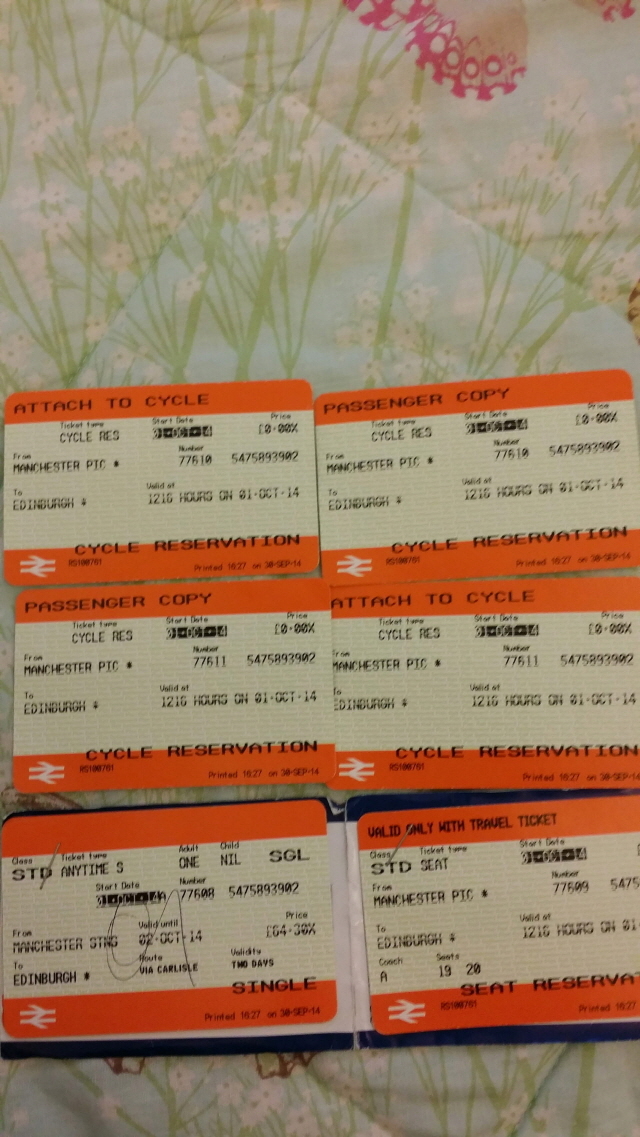 ATTACH TO CYCLE
Ticket type Start Date Price
CYCLE RES £0.00X
From Number
MANCHESTER PIC * 77610 5475893902
To Valid at
EDINBURGH * 1216 HOURS ON 01-OCT-14
CYCLE RESERVATION
RS100761 Printed 16:27 on 30-SEP-14
PASSENGER COPY
Ticket type Start Date Price
CYCLE RES £0.00X
From Number
MANCHESTER PIC * 77610 5475893902
To Valid at
EDINBURGH * 1216 HOURS ON 01-OCT-14
CYCLE RESERVATION
RS100761 Printed 16:27 on 30-SEP-14
PASSENGER COPY
Ticket type Start Date Price
CYCLE RES £0.00X
From Number
MANCHESTER PIC * 77611 5475893902
To Valid at
EDINBURGH * 1216 HOURS ON 01-OCT-14
CYCLE RESERVATION
RS100761 Printed 16:27 on 30-SEP-14
ATTACH TO CYCLE
Ticket type Start Date Price
CYCLE RES £0.00X
From Number
MANCHESTER PIC * 77611 5475893902
To Valid at
EDINBURGH * 1216 HOURS ON 01-OCT-14
CYCLE RESERVATION
RS100761 Printed 16:27 on 30-SEP-14
Class Ticket type Adult Child
STD ANYTIME S ONE NIL SGL
Start Date Number
77608 5475893902
From Valid until Price
MANCHESTER STNS 02-OCT-14 £64.30X
To Route Validity
EDINBURGH * VIA CARLISLE TWO DAYS
SINGLE
Printed 16:27 on 30-SEP-14
VALID ONLY WITH TRAVEL TICKET
Class Ticket type Start Date
STD SEAT
From Number
MANCHESTER PIC * 77609 5475
To Valid at
EDINBURGH * 1216 HOURS ON 01
Coach Seats
A 19 20
SEAT RESERVA
RS100761 Printed 16:27 on 30-SEP-14